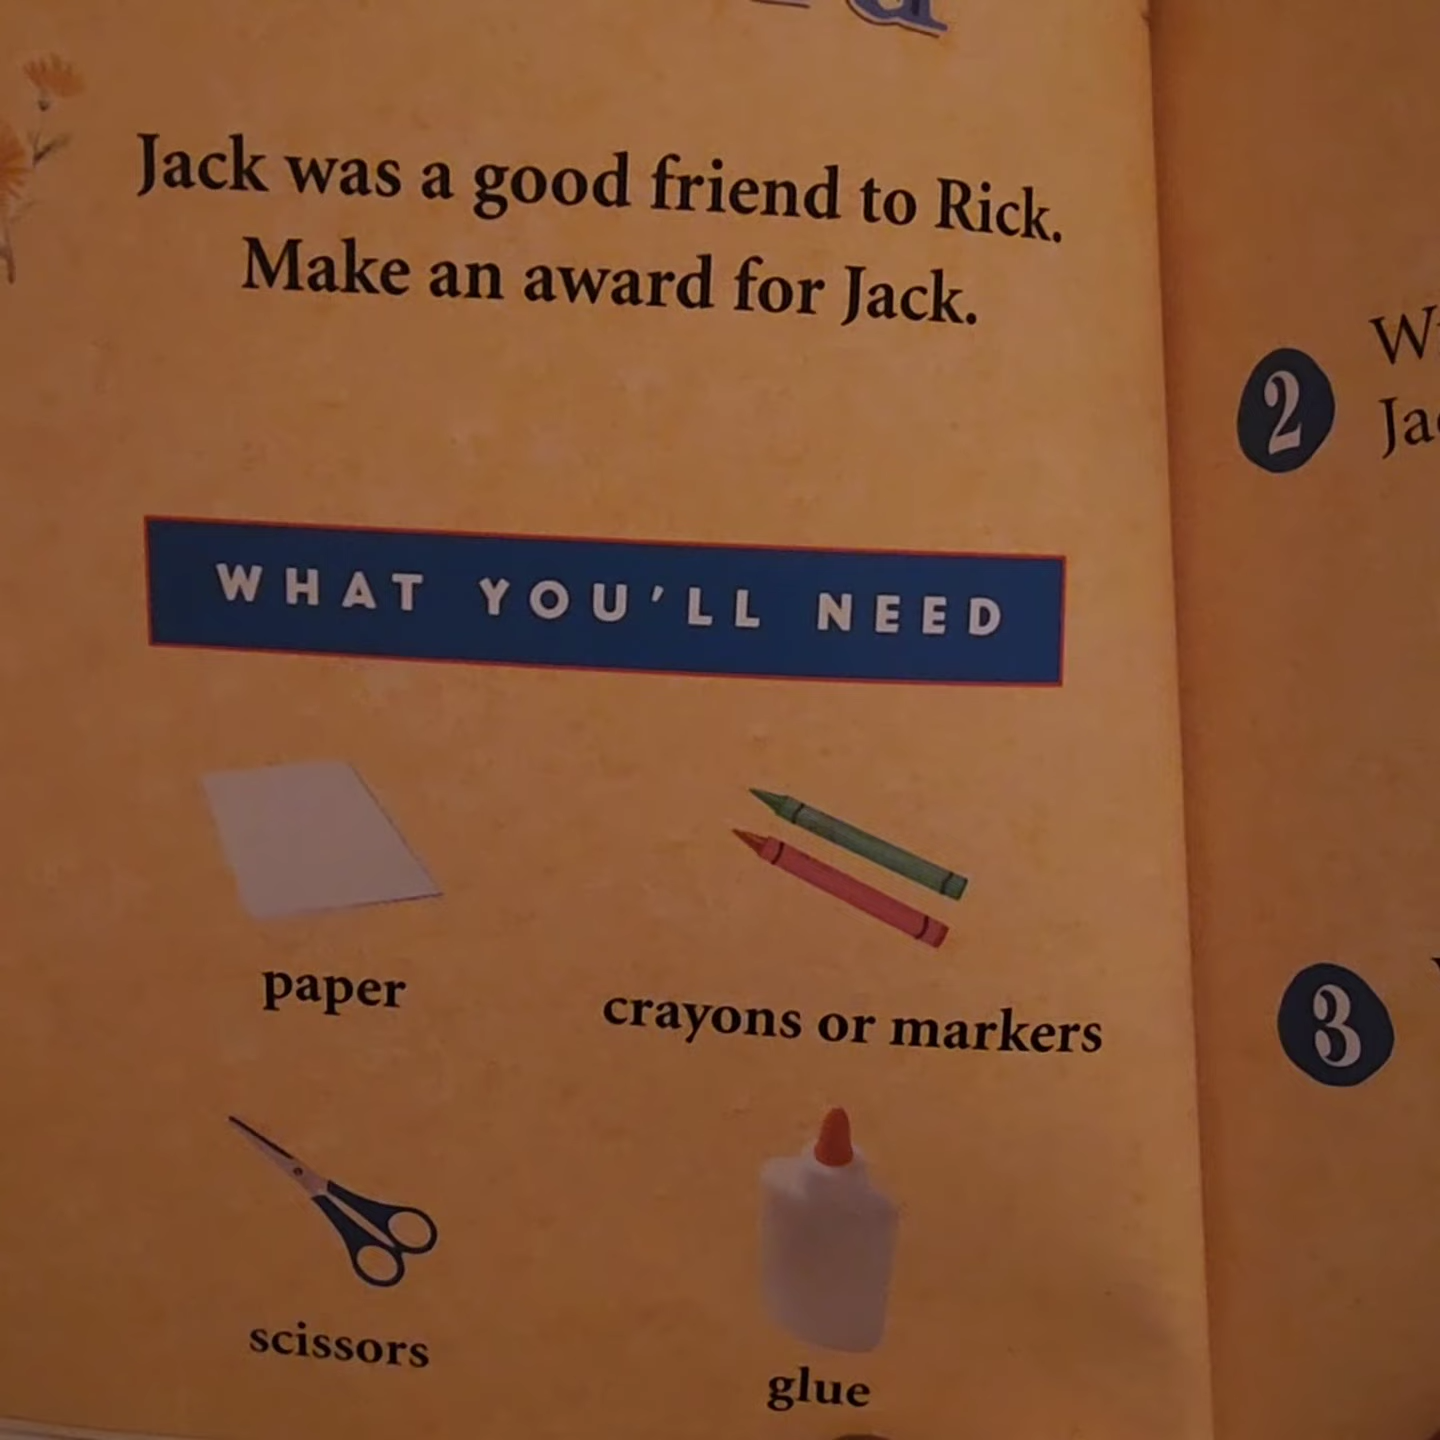 Jack was a good friend to Rick.
Make an award for Jack.
WHAT YOU'LL NEED
paper
crayons or markers
scissors
glue
2
3